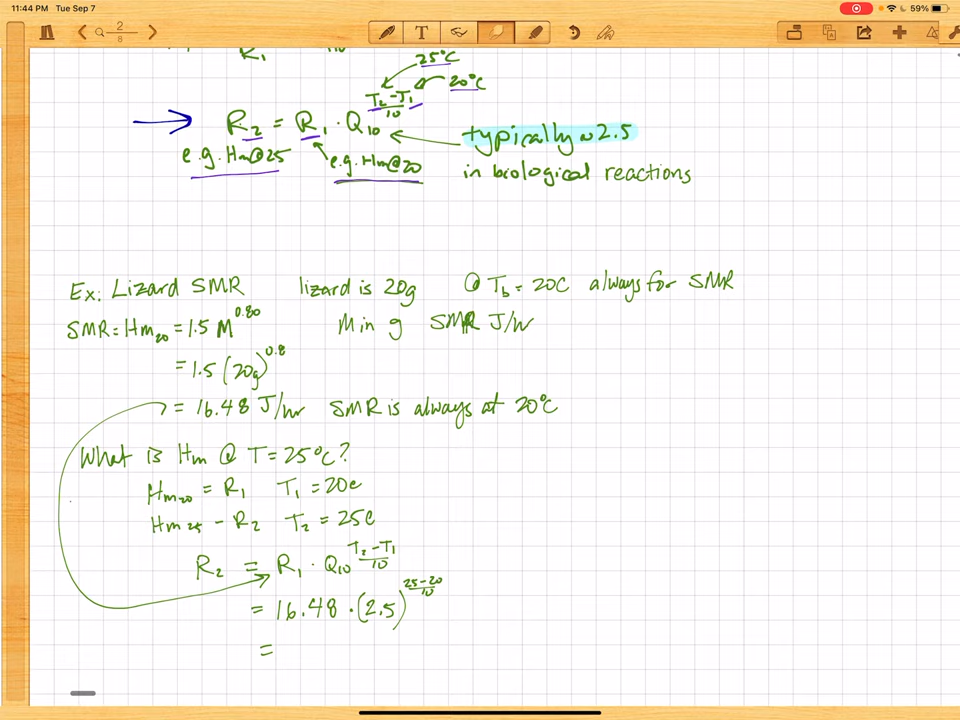 11:44 PM Tue Sep 7
59%
2
8
T
R₁
25°C
20°C
R₂ = R₁ · Q₁₀ ^ (T₂ - T₁)/10
typically ~ 2.5
e.g. Hm@25
e.g. Hm@20
in biological reactions
Ex: Lizard SMR lizard is 20g @ T_b = 20C always for SMR
SMR = Hm₂₀ = 1.5 M^0.80 M in g SMR J/hr
= 1.5 (20g)^0.8
= 16.48 J/hr SMR is always at 20°C
What is Hm @ T = 25°C?
Hm₂₀ = R₁ T₁ = 20C
Hm₂₅ - R₂ T₂ = 25C
R₂ = R₁ · Q₁₀ ^ (T₂ - T₁)/10
= 16.48 · (2.5) ^ (25-20)/10
=